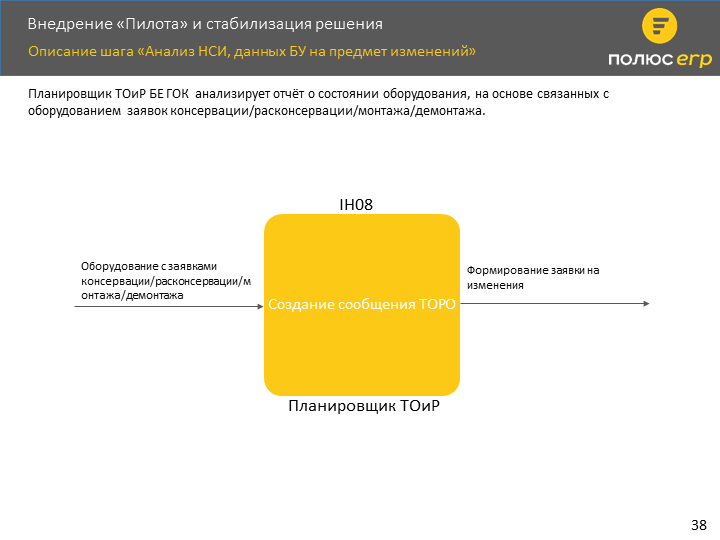 Внедрение «Пилота» и стабилизация решения
Описание шага «Анализ НСИ, данных БУ на предмет изменений»
ПОЛЮС егр
Планировщик ТОиР БЕ ГОК анализирует отчёт о состоянии оборудования, на основе связанных с
оборудованием заявок консервации/расконсервации/монтажа/демонтажа.
IH08
Оборудование с заявками
консервации/расконсервации/м
онтажа/демонтажа
Создание сообщения ТОРО
Формирование заявки на
изменения
Планировщик ТОиР
38